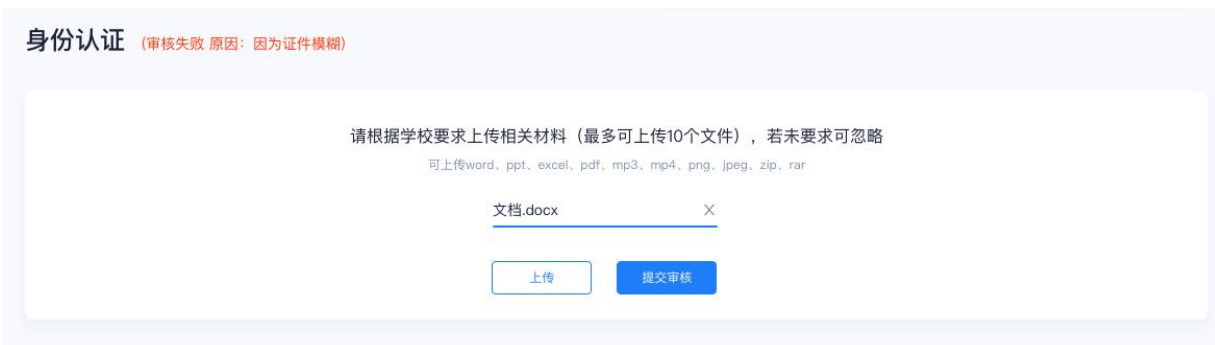 身份认证 (审核失败 原因：因为证件模糊)
请根据学校要求上传相关材料（最多可上传10个文件），若未要求可忽略
可上传word、ppt、excel、pdf、mp3、mp4、png、jpeg、zip、rar
文档.docx
上传 提交审核